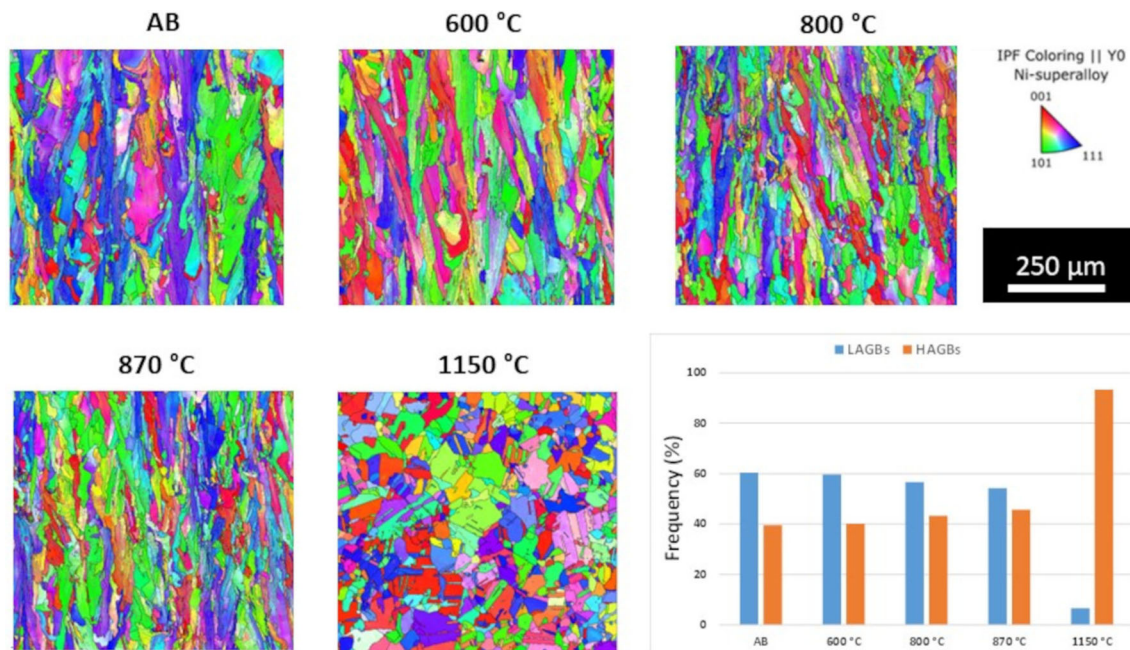 AB
600 °C
800 °C
IPF Coloring || Y0
Ni-superalloy
001
101
111
250 µm
870 °C
1150 °C
LAGBs
HAGBs
Frequency (%)
100
80
60
40
20
0
AB
600 °C
800 °C
870 °C
1150 °C